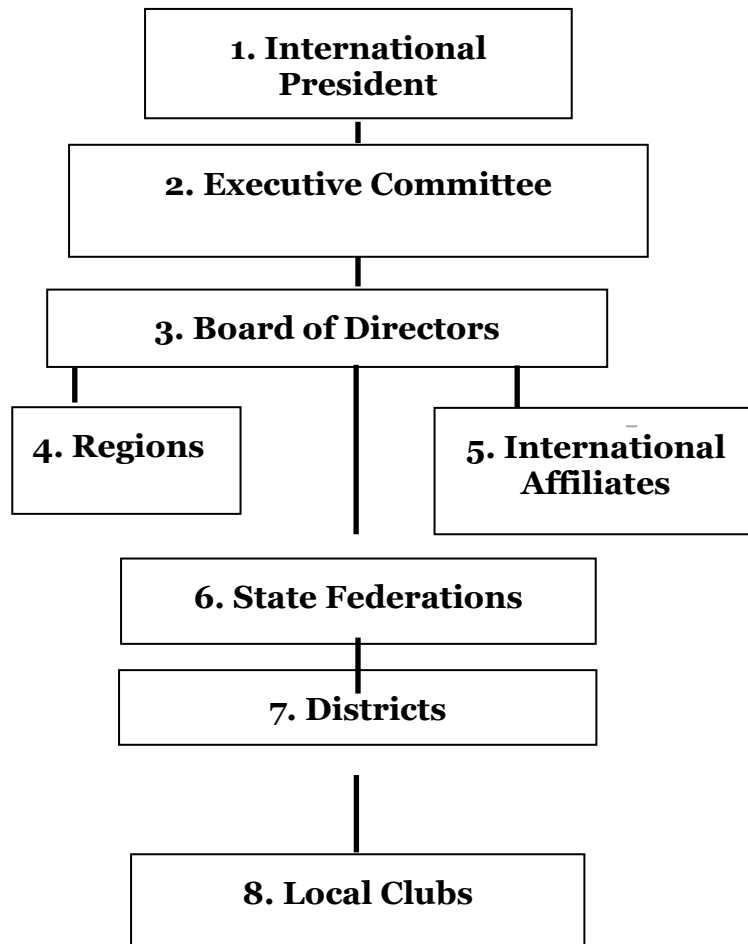 1. International
President
2. Executive Committee
3. Board of Directors
4. Regions
5. International
Affiliates
6. State Federations
7. Districts
8. Local Clubs